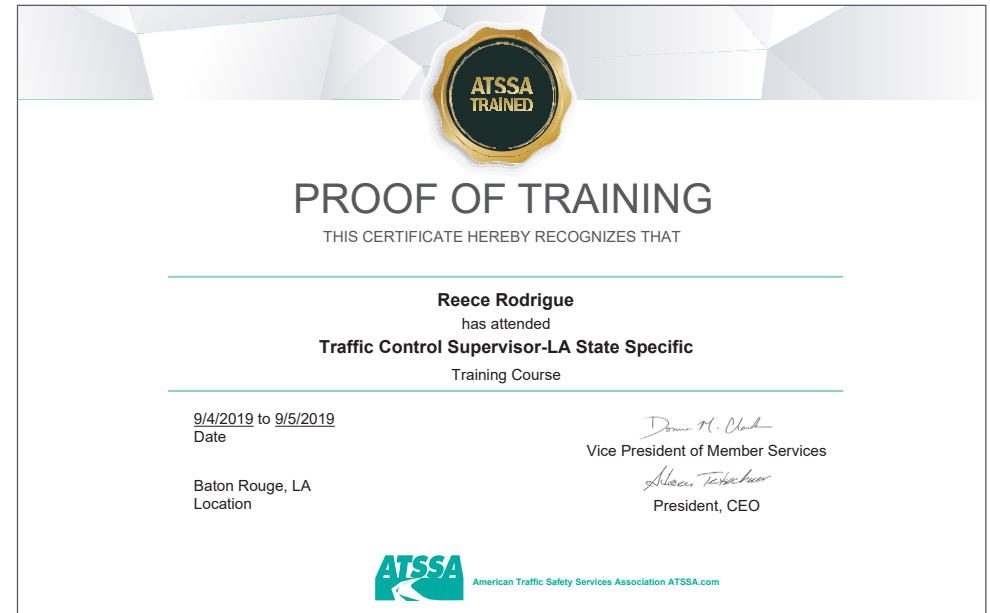 ATSSA
TRAINED
PROOF OF TRAINING
THIS CERTIFICATE HEREBY RECOGNIZES THAT
Reece Rodrigue
has attended
Traffic Control Supervisor-LA State Specific
Training Course
9/4/2019 to 9/5/2019
Date
Donna M. Clark
Vice President of Member Services
Baton Rouge, LA
Location
President, CEO
ATSSA
American Traffic Safety Services Association ATSSA.com